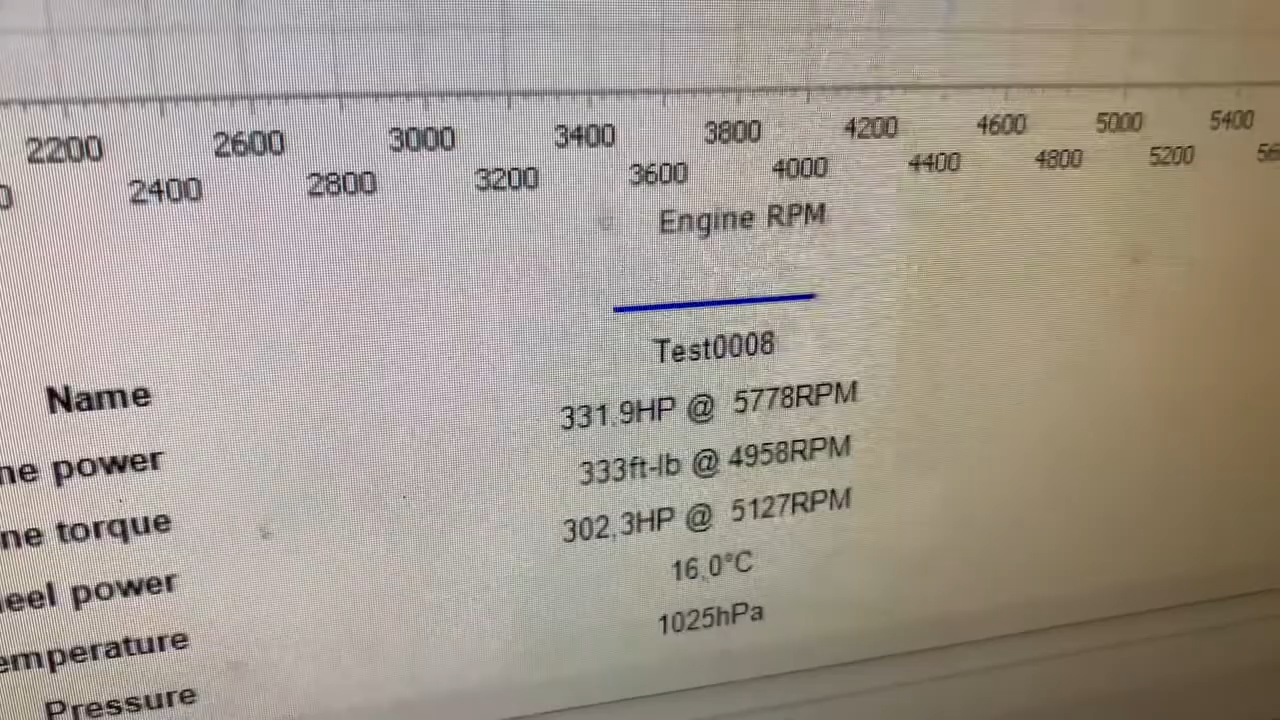 2200 2600 3000 3400 3800 4200 4600 5000 5400
2400 2800 3200 3600 4000 4400 4800 5200
Engine RPM
Test0008
Name 331.9HP @ 5778RPM
ne power 333ft-lb @ 4958RPM
ne torque 302,3HP @ 5127RPM
eel power 16,0°C
emperature 1025hPa
Pressure